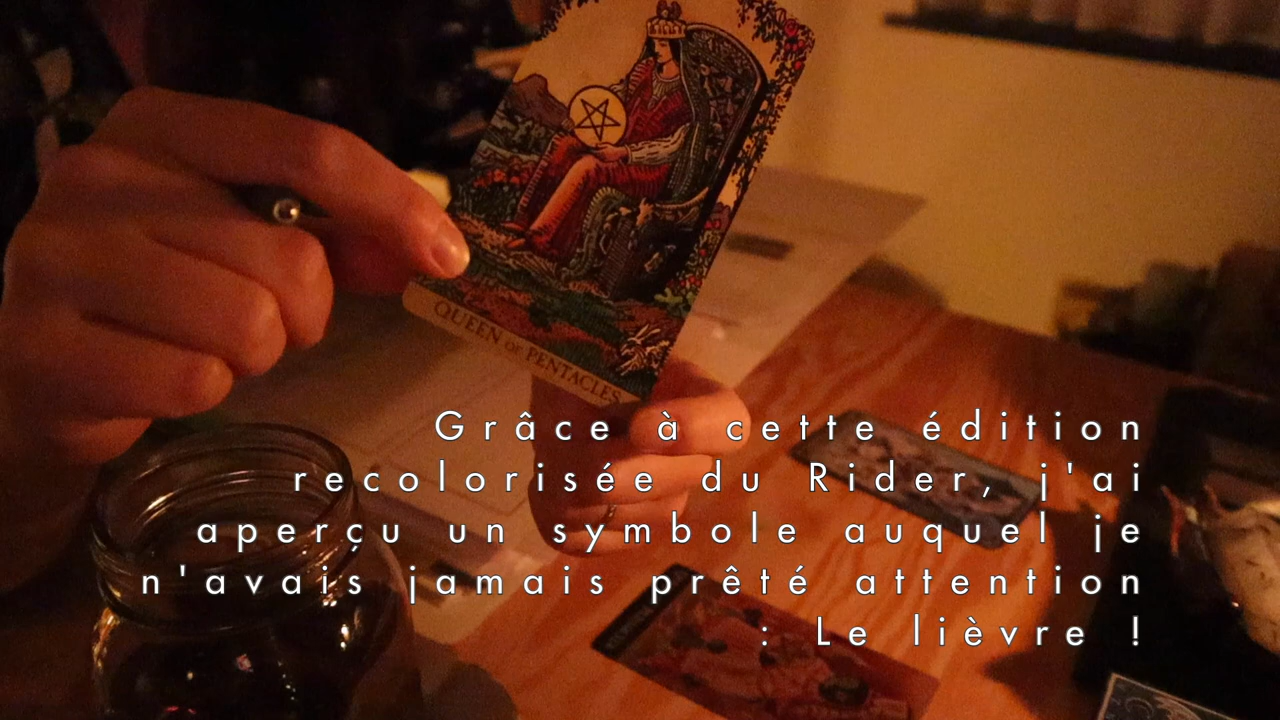 QUEEN OF PENTACLES
Grâce à cette édition
recolorisée du Rider, j'ai
aperçu un symbole auquel je
n'avais jamais prêté attention
: Le lièvre !